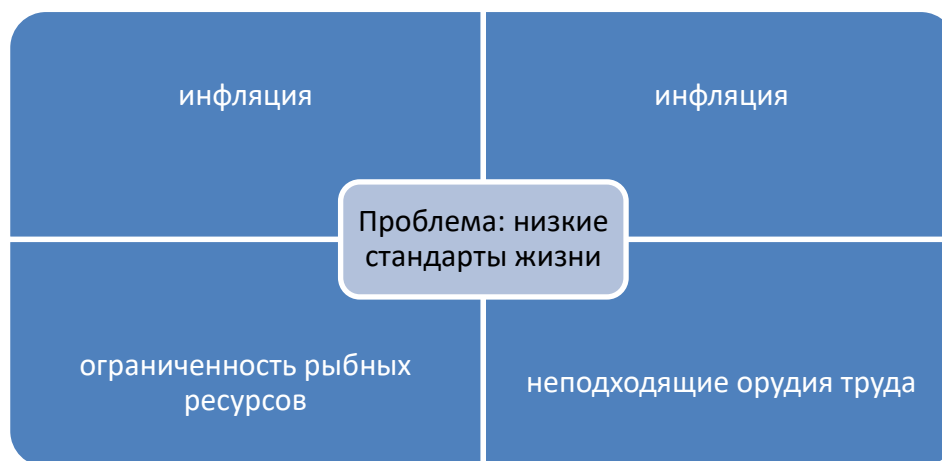 инфляция
инфляция
Проблема: низкие
стандарты жизни
ограниченность рыбных
ресурсов
неподходящие орудия труда